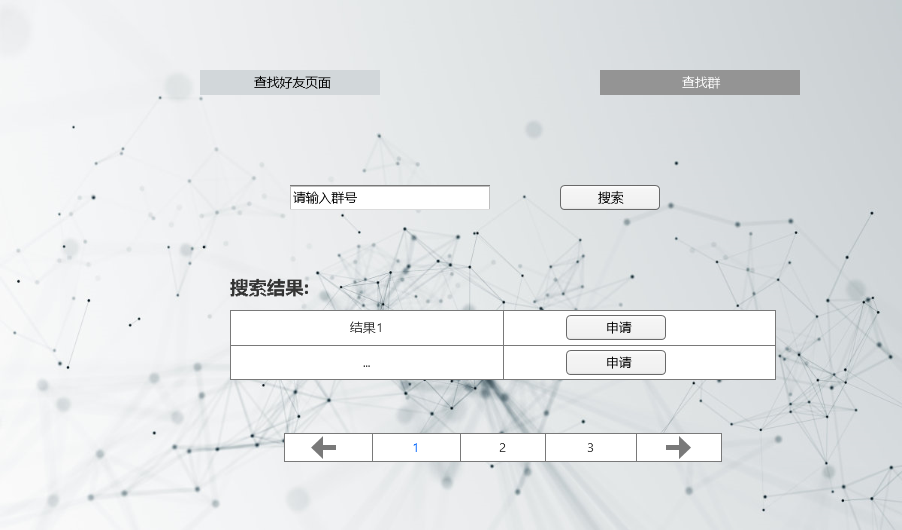 查找好友页面 查找群
请输入群号 搜索
搜索结果:
结果1 申请
... 申请
1 2 3